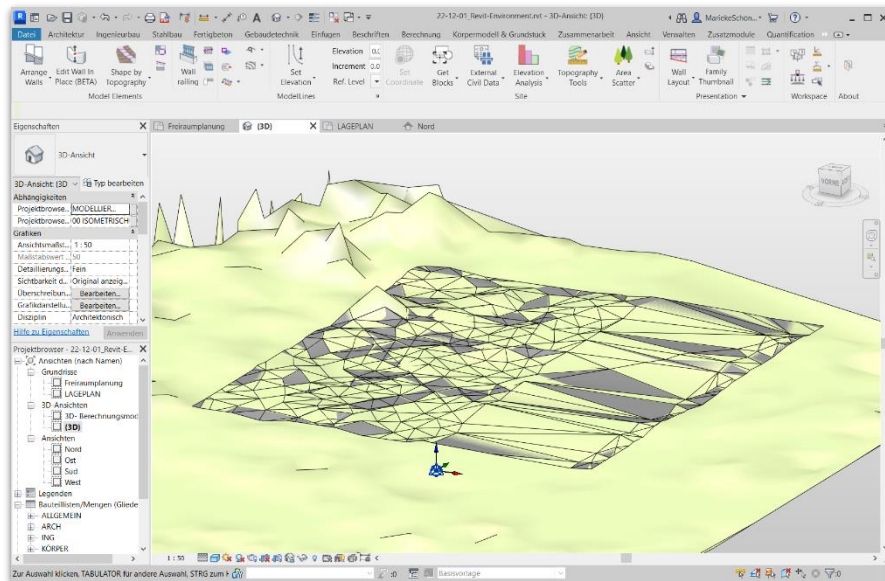 22-12-01_Revit-Environment.rvt - 3D-Ansicht: {3D}
MarickeSchon...
Datei Architektur Ingenieurbau Stahlbau Fertigbeton Gebäudetechnik Einfügen Beschriften Berechnung Körpermodell & Grundstück Zusammenarbeit Ansicht Verwalten Zusatzmodule Quantification
Arrange Walls
Edit Wall In Place (BETA)
Shape by Topography
Wall railing
Set Elevation
Elevation 0.0
Increment 0.0
Ref. Level
Set Coordinate
Get Blocks
External Civil Data
Elevation Analysis
Topography Tools
Area Scatter
Wall Layout
Family Thumbnail
Model Elements ModelLines Site Presentation Workspace About
Eigenschaften X
Freiraumplanung {3D} X LAGEPLAN Nord
3D-Ansicht
3D-Ansicht: {3D Typ bearbeiten
Abhängigkeiten
Projektbrowse... MODELLIER...
Projektbrowse... 00 ISOMETRISCH
Grafiken
Ansichtsmaßst... 1 : 50
Maßstabswert ... 50
Detaillierungs... Fein
Sichtbarkeit d... Original anzeig...
Überschreibun... Bearbeiten...
Grafikdarstellu... Bearbeiten...
Disziplin Architektonisch
Hilfe zu Eigenschaften Anwenden
Projektbrowser - 22-12-01_Revit-E... X
Ansichten (nach Namen)
Grundrisse
Freiraumplanung
LAGEPLAN
3D-Ansichten
3D- Berechnungsmod
{3D}
Ansichten
Nord
Ost
Süd
West
Legenden
Bauteillisten/Mengen (Gliede
ALLGEMEIN
ARCH
ING
KÖRPER
VORNE
1 : 50
Zur Auswahl klicken, TABULATOR für andere Auswahl, STRG zum H
:0
Basisvorlage
:0